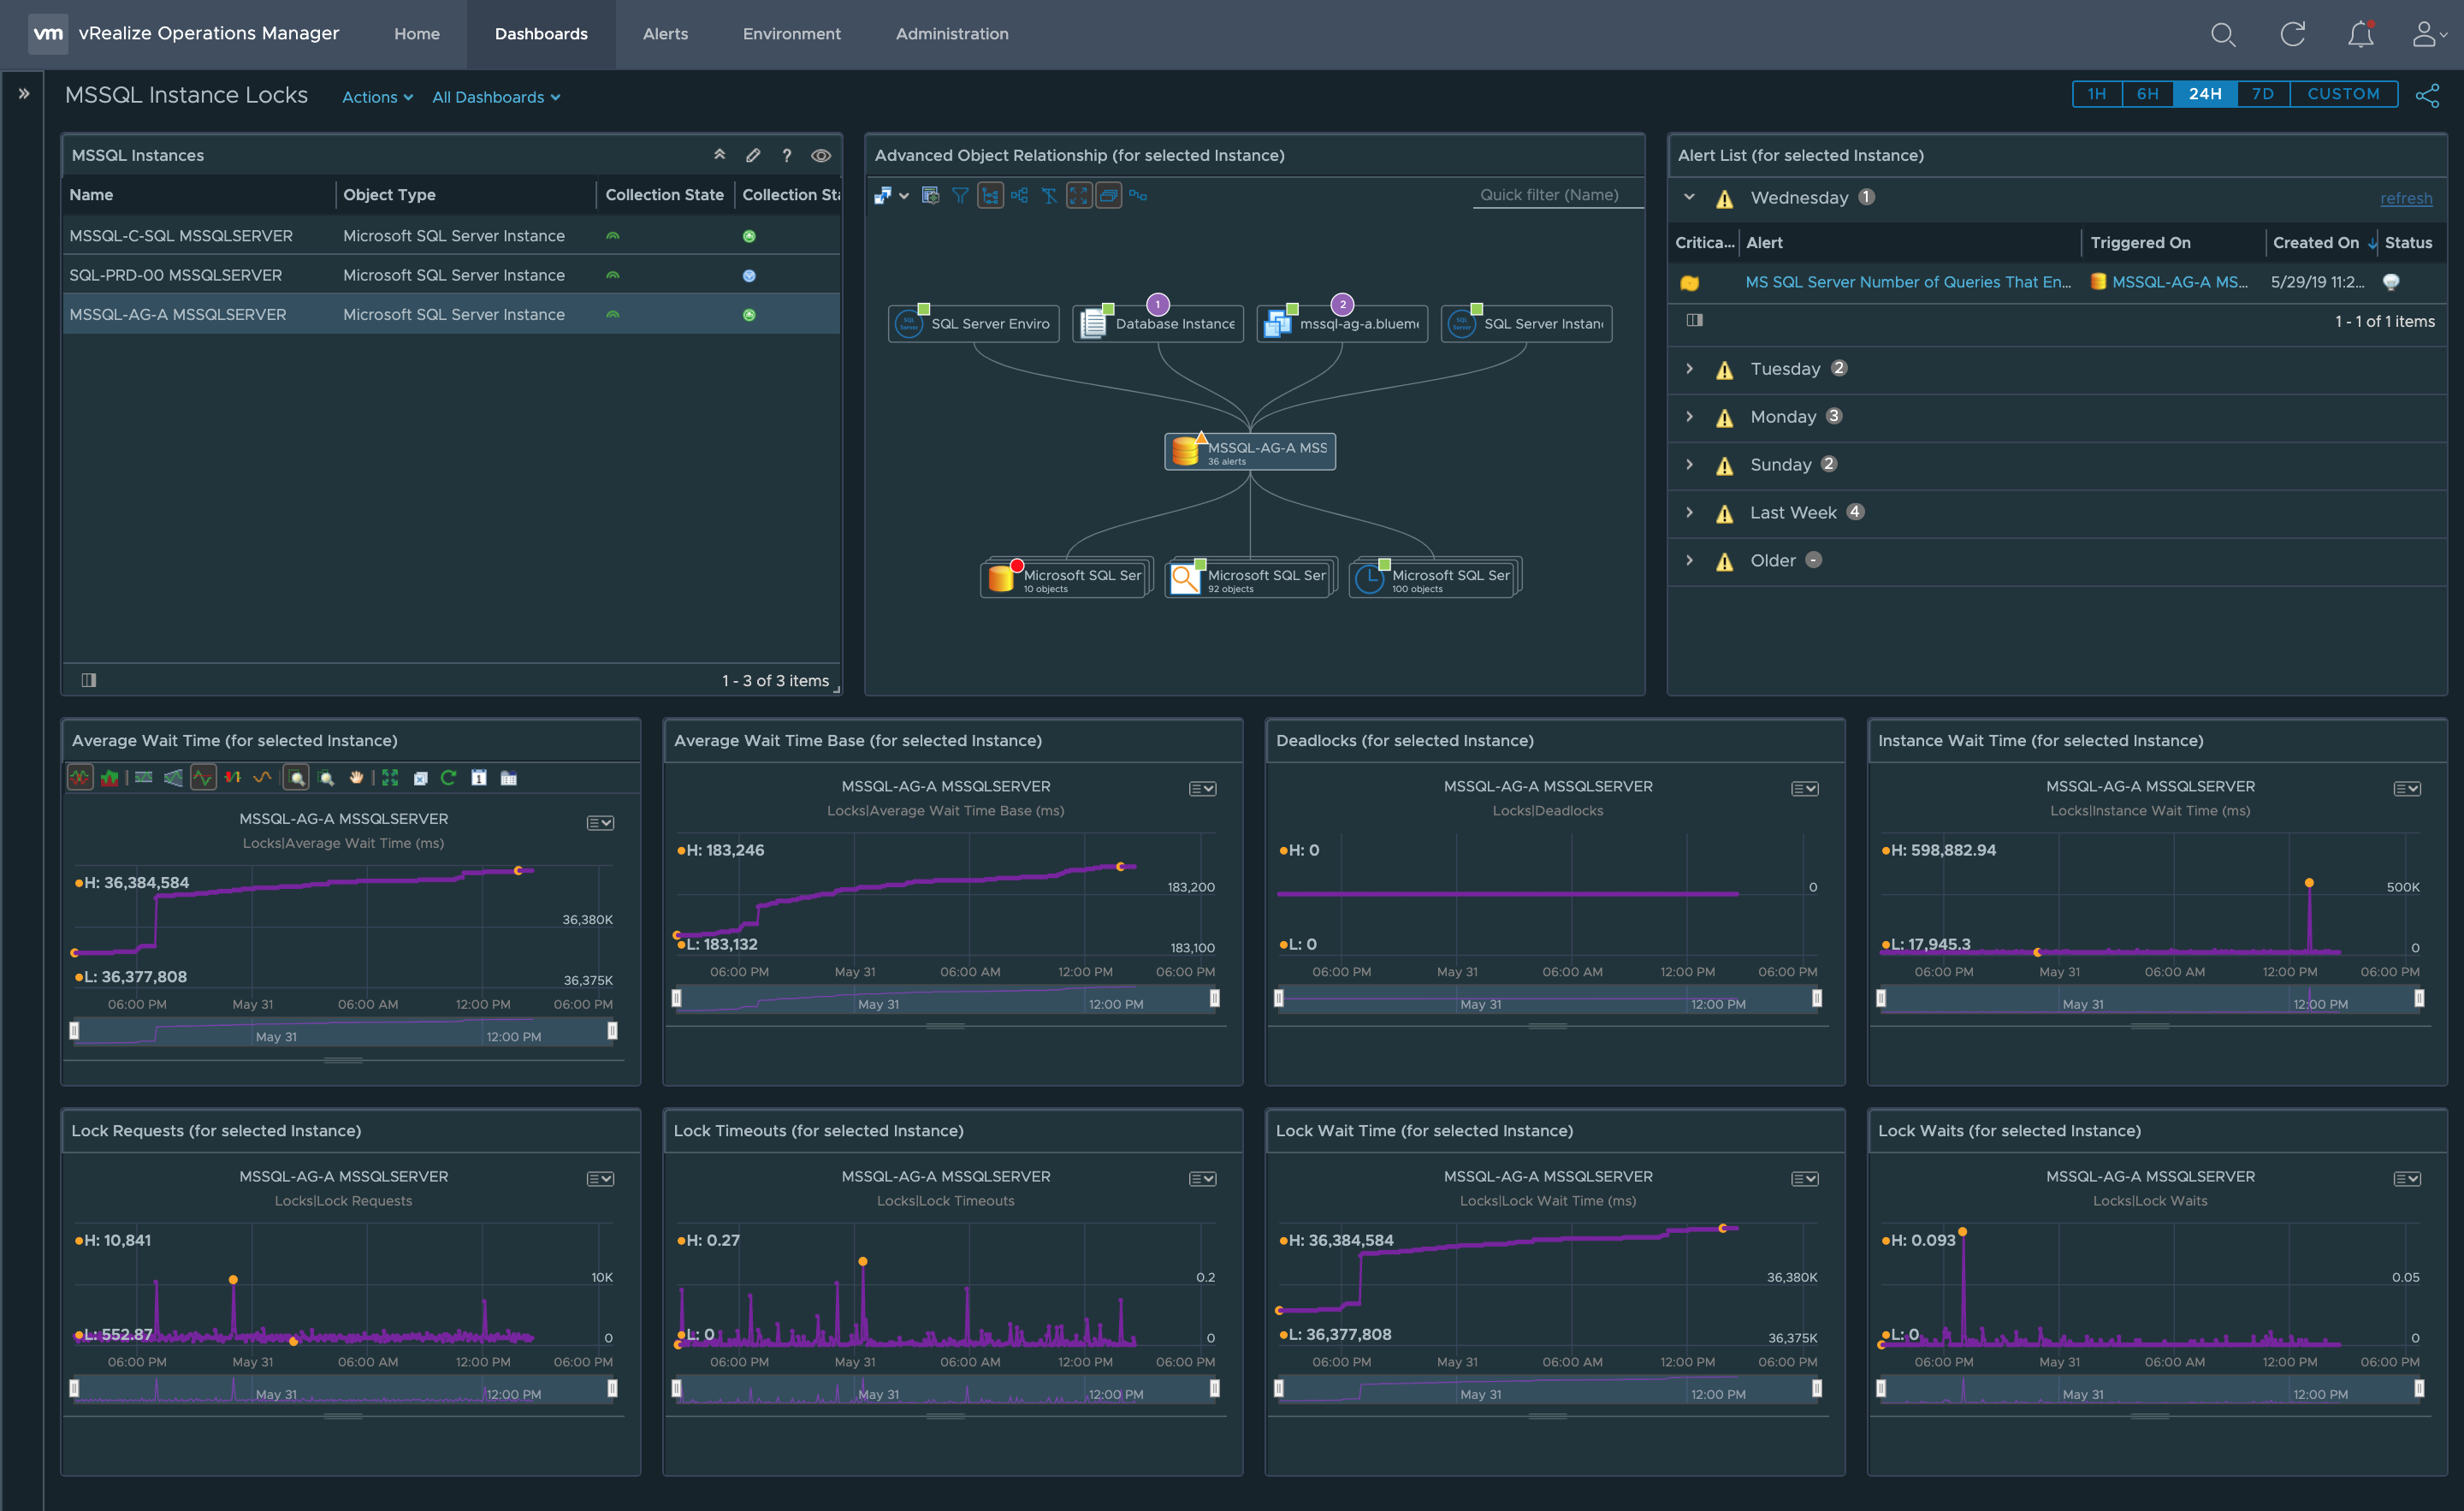 vm vRealize Operations Manager Home Dashboards Alerts Environment Administration
MSSQL Instance Locks Actions All Dashboards 1H 6H 24H 7D CUSTOM
MSSQL Instances ?
Name Object Type Collection State Collection Sta
MSSQL-C-SQL MSSQLSERVER Microsoft SQL Server Instance
SQL-PRD-00 MSSQLSERVER Microsoft SQL Server Instance
MSSQL-AG-A MSSQLSERVER Microsoft SQL Server Instance
1 - 3 of 3 items
Advanced Object Relationship (for selected Instance)
Quick filter (Name)
1 2
SQL Server Enviro Database Instance mssql-ag-a.bluem SQL Server Instan
MSSQL-AG-A MSS
36 alerts
Microsoft SQL Ser Microsoft SQL Ser Microsoft SQL Ser
10 objects 92 objects 100 objects
Alert List (for selected Instance)
Wednesday 1 refresh
Critica... Alert Triggered On Created On Status
MS SQL Server Number of Queries That En... MSSQL-AG-A MS... 5/29/19 11:2...
1 - 1 of 1 items
Tuesday 2
Monday 3
Sunday 2
Last Week 4
Older -
Average Wait Time (for selected Instance)
MSSQL-AG-A MSSQLSERVER
Locks|Average Wait Time (ms)
H: 36,384,584
36,380K
L: 36,377,808
36,375K
06:00 PM May 31 06:00 AM 12:00 PM 06:00 PM
May 31 12:00 PM
Average Wait Time Base (for selected Instance)
MSSQL-AG-A MSSQLSERVER
Locks|Average Wait Time Base (ms)
H: 183,246
183,200
L: 183,132
183,100
06:00 PM May 31 06:00 AM 12:00 PM 06:00 PM
May 31 12:00 PM
Deadlocks (for selected Instance)
MSSQL-AG-A MSSQLSERVER
Locks|Deadlocks
H: 0
0
L: 0
06:00 PM May 31 06:00 AM 12:00 PM 06:00 PM
May 31 12:00 PM
Instance Wait Time (for selected Instance)
MSSQL-AG-A MSSQLSERVER
Locks|Instance Wait Time (ms)
H: 598,882.94
500K
L: 17,945.3
0
06:00 PM May 31 06:00 AM 12:00 PM 06:00 PM
May 31 12:00 PM
Lock Requests (for selected Instance)
MSSQL-AG-A MSSQLSERVER
Locks|Lock Requests
H: 10,841
10K
L: 552.87
0
06:00 PM May 31 06:00 AM 12:00 PM 06:00 PM
May 31 12:00 PM
Lock Timeouts (for selected Instance)
MSSQL-AG-A MSSQLSERVER
Locks|Lock Timeouts
H: 0.27
0.2
L: 0
0
06:00 PM May 31 06:00 AM 12:00 PM 06:00 PM
May 31 12:00 PM
Lock Wait Time (for selected Instance)
MSSQL-AG-A MSSQLSERVER
Locks|Lock Wait Time (ms)
H: 36,384,584
36,380K
L: 36,377,808
36,375K
06:00 PM May 31 06:00 AM 12:00 PM 06:00 PM
May 31 12:00 PM
Lock Waits (for selected Instance)
MSSQL-AG-A MSSQLSERVER
Locks|Lock Waits
H: 0.093
0.05
L: 0
0
06:00 PM May 31 06:00 AM 12:00 PM 06:00 PM
May 31 12:00 PM